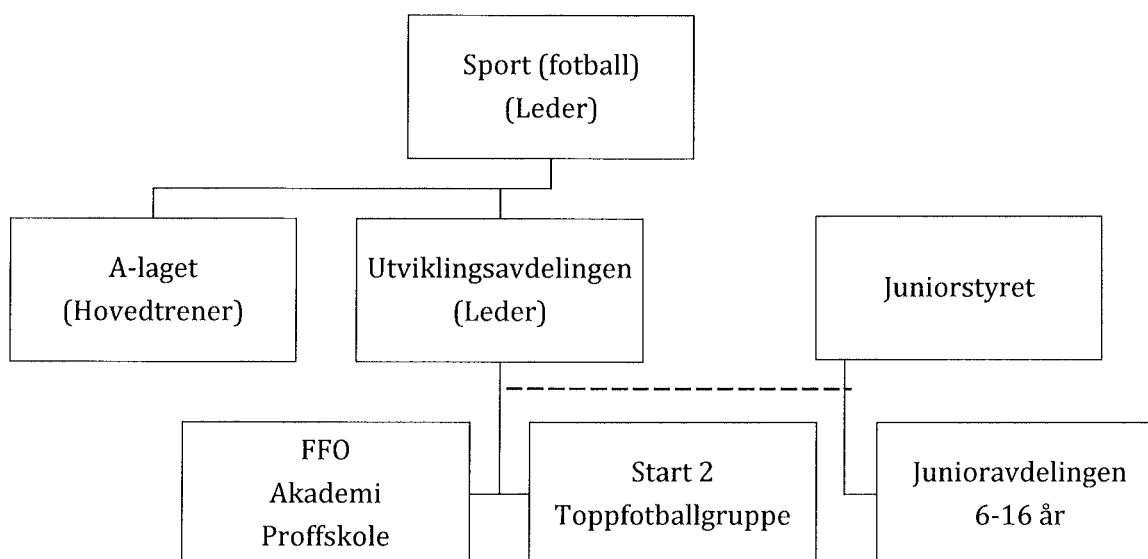 Sport (fotball)
(Leder)
A-laget
(Hovedtrener)
Utviklingsavdelingen
(Leder)
Juniorstyret
FFO
Akademi
Proffskole
Start 2
Toppfotballgruppe
Junioravdelingen
6-16 år